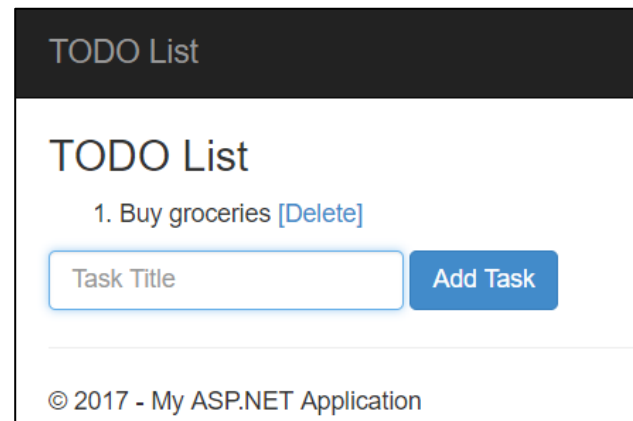 TODO List
TODO List
1. Buy groceries [Delete]
Task Title Add Task
© 2017 - My ASP.NET Application